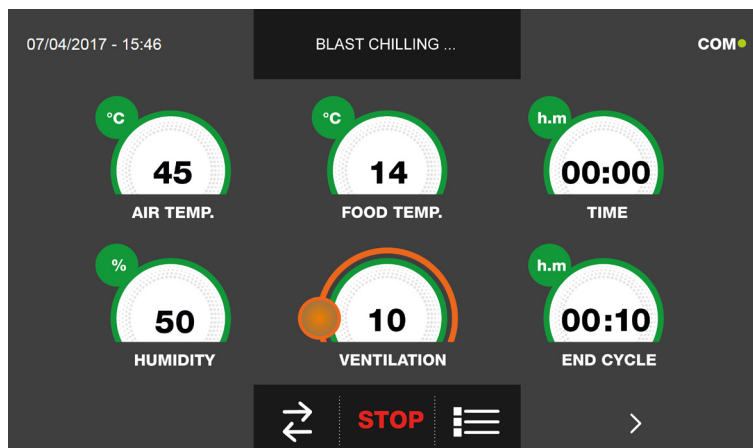 07/04/2017 - 15:46
BLAST CHILLING ...
COM
°C
45
AIR TEMP.
°C
14
FOOD TEMP.
h.m
00:00
TIME
%
50
HUMIDITY
10
VENTILATION
h.m
00:10
END CYCLE
STOP